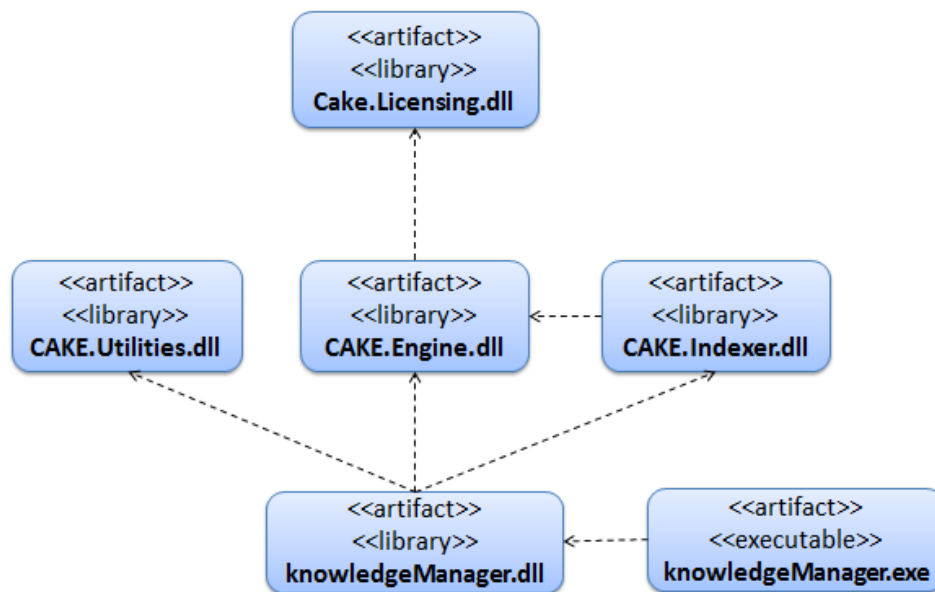 <<artifact>>
<<library>>
Cake.Licensing.dll
<<artifact>>
<<library>>
CAKE.Utilities.dll
<<artifact>>
<<library>>
CAKE.Engine.dll
<<artifact>>
<<library>>
CAKE.Indexer.dll
<<artifact>>
<<library>>
knowledgeManager.dll
<<artifact>>
<<executable>>
knowledgeManager.exe